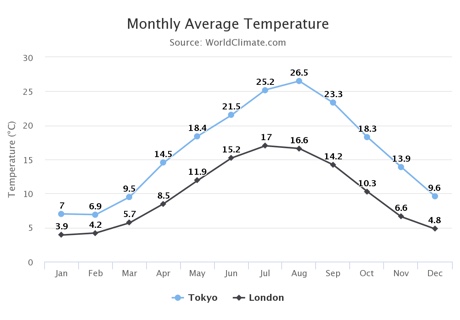 Monthly Average Temperature
Source: WorldClimate.com
Temperature (°C)
30
25
20
15
10
5
0
7 6.9 9.5 14.5 18.4 21.5 25.2 26.5 23.3 18.3 13.9 9.6
3.9 4.2 5.7 8.5 11.9 15.2 17 16.6 14.2 10.3 6.6 4.8
Jan Feb Mar Apr May Jun Jul Aug Sep Oct Nov Dec
Tokyo London